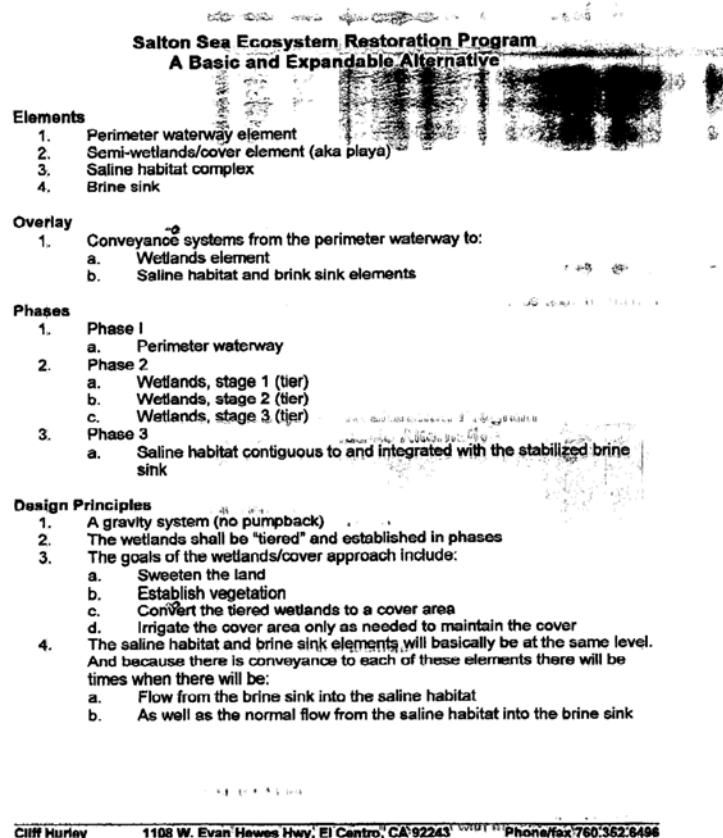 Salton Sea Ecosystem Restoration Program
A Basic and Expandable Alternative
Elements
1. Perimeter waterway element
2. Semi-wetlands/cover element (aka playa)
3. Saline habitat complex
4. Brine sink
Overlay
1. Conveyance systems from the perimeter waterway to:
a. Wetlands element
b. Saline habitat and brink sink elements
Phases
1. Phase I
a. Perimeter waterway
2. Phase 2
a. Wetlands, stage 1 (tier)
b. Wetlands, stage 2 (tier)
c. Wetlands, stage 3 (tier)
3. Phase 3
a. Saline habitat contiguous to and integrated with the stabilized brine
sink
Design Principles
1. A gravity system (no pumpback)
2. The wetlands shall be "tiered" and established in phases
3. The goals of the wetlands/cover approach include:
a. Sweeten the land
b. Establish vegetation
c. Convert the tiered wetlands to a cover area
d. Irrigate the cover area only as needed to maintain the cover
4. The saline habitat and brine sink elements will basically be at the same level.
And because there is conveyance to each of these elements there will be
times when there will be:
a. Flow from the brine sink into the saline habitat
b. As well as the normal flow from the saline habitat into the brine sink
Cliff Hurley 1108 W. Evan Hewes Hwy, El Centro, CA 92243 Phone/fax 760.352.6496